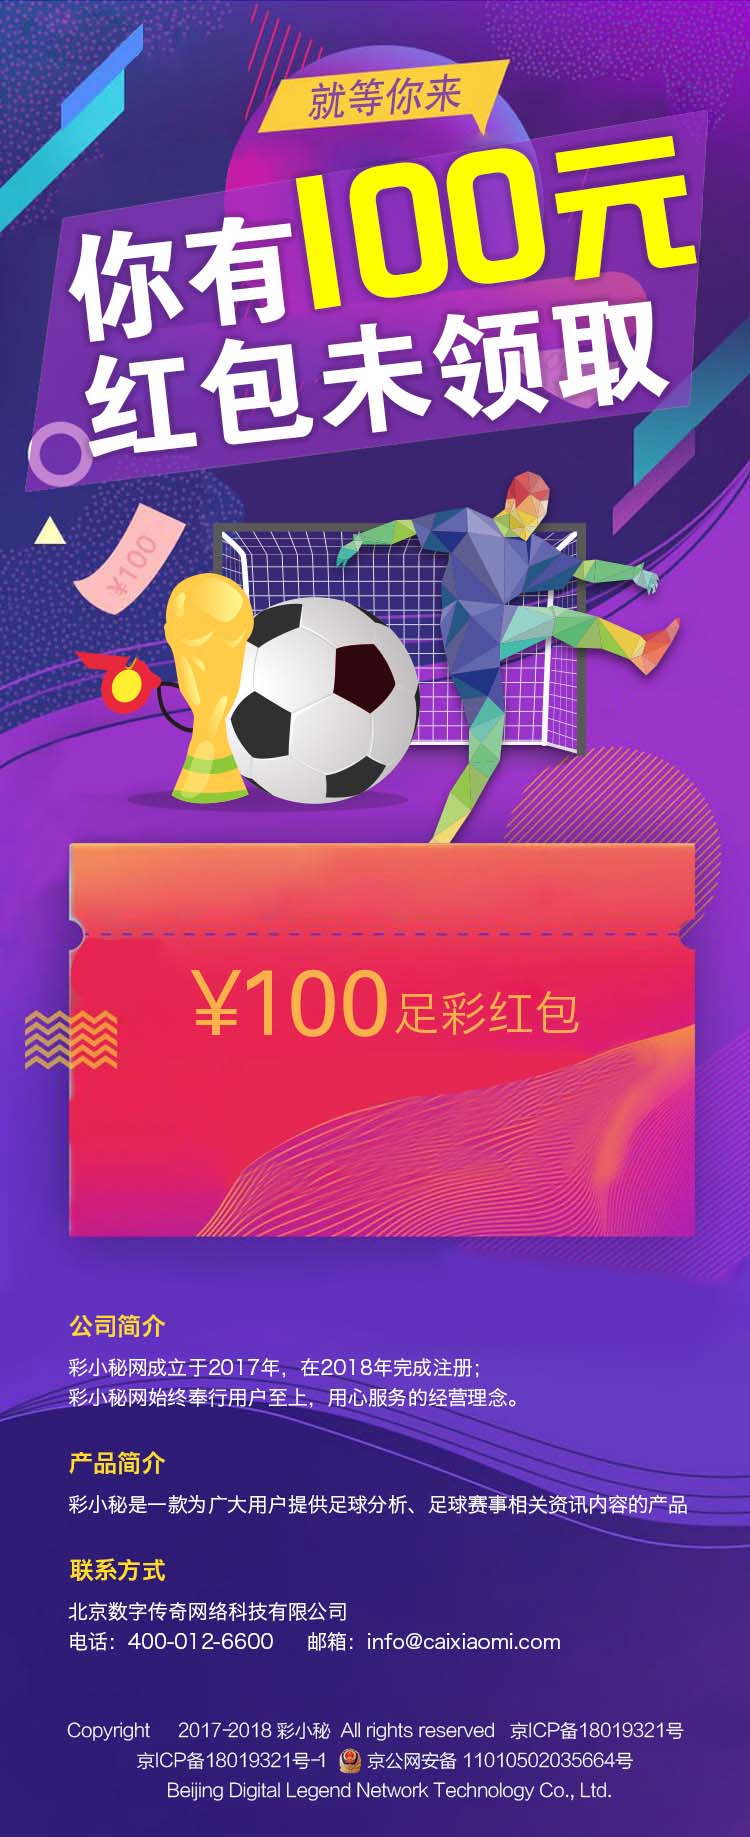 就等你来
你有100元
红包未领取
¥100
¥100足彩红包
公司简介
彩小秘网成立于2017年，在2018年完成注册；
彩小秘网始终奉行用户至上，用心服务的经营理念。
产品简介
彩小秘是一款为广大用户提供足球分析、足球赛事相关资讯内容的产品
联系方式
北京数字传奇网络科技有限公司
电话：400-012-6600 邮箱：info@caixiaomi.com
Copyright 2017-2018 彩小秘 All rights reserved 京ICP备18019321号
京ICP备18019321号-1 京公网安备 11010502035664号
Beijing Digital Legend Network Technology Co., Ltd.